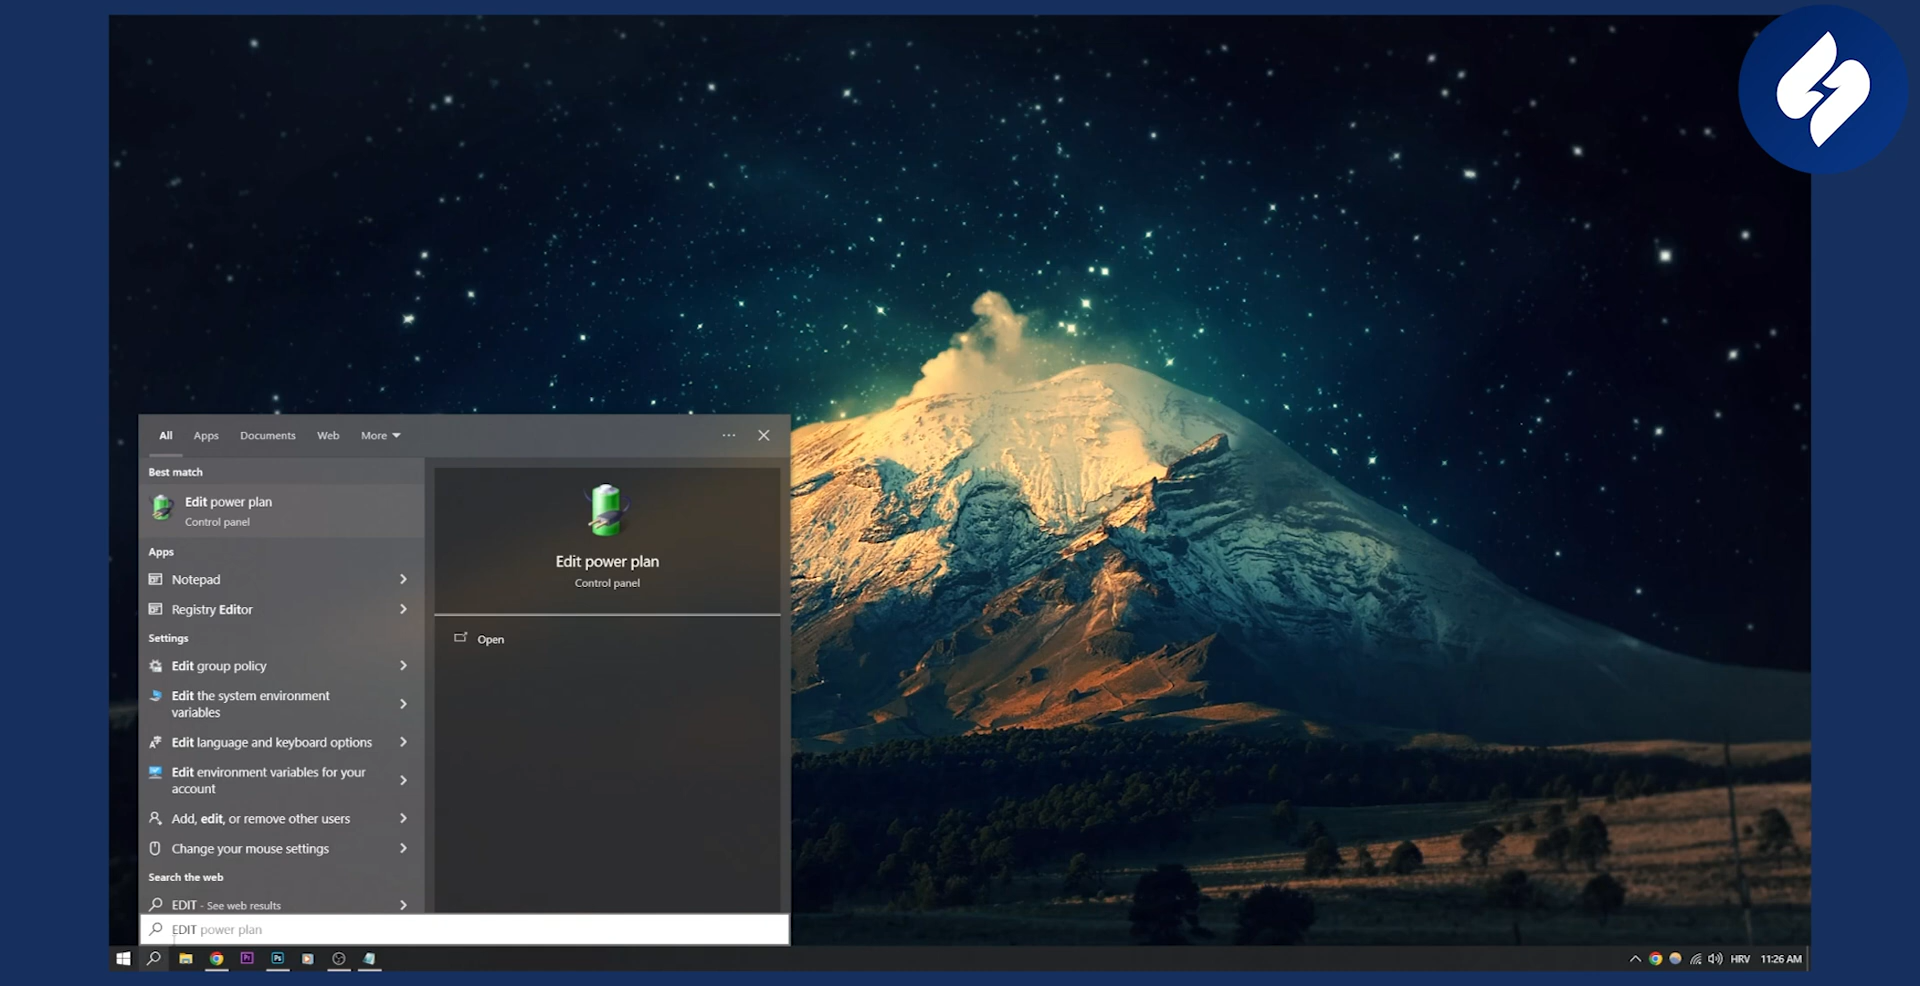 All Apps Documents Web More
Best match
Edit power plan
Control panel
Apps
Notepad
Registry Editor
Settings
Edit group policy
Edit the system environment
variables
Edit language and keyboard options
Edit environment variables for your
account
Add, edit, or remove other users
Change your mouse settings
Search the web
EDIT - See web results
EDIT power plan
Edit power plan
Control panel
Open
Pr
Ps
HRV 11:26 AM